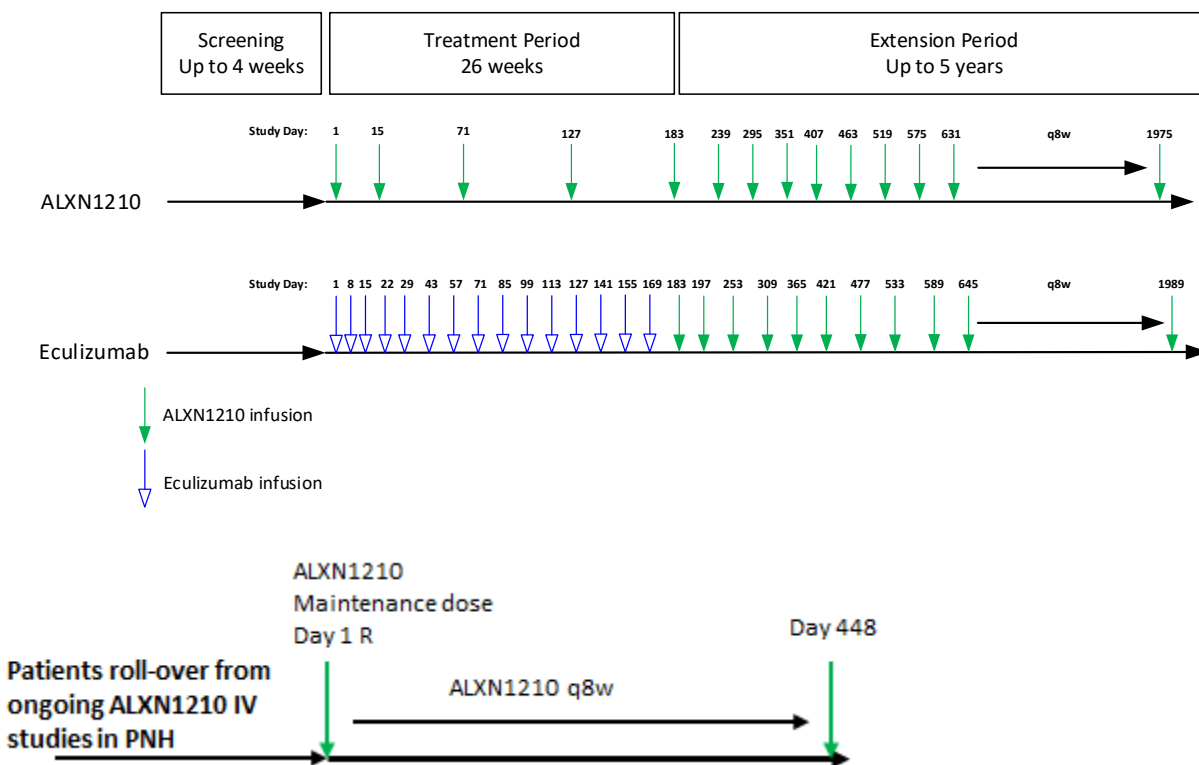 Screening
Up to 4 weeks
Treatment Period
26 weeks
Extension Period
Up to 5 years
Study Day: 1 15 71 127 183 239 295 351 407 463 519 575 631 q8w 1975
ALXN1210
Study Day: 1 8 15 22 29 43 57 71 85 99 113 127 141 155 169 183 197 253 309 365 421 477 533 589 645 q8w 1989
Eculizumab
ALXN1210 infusion
Eculizumab infusion
ALXN1210
Maintenance dose
Day 1 R
Day 448
Patients roll-over from
ongoing ALXN1210 IV
studies in PNH
ALXN1210 q8w